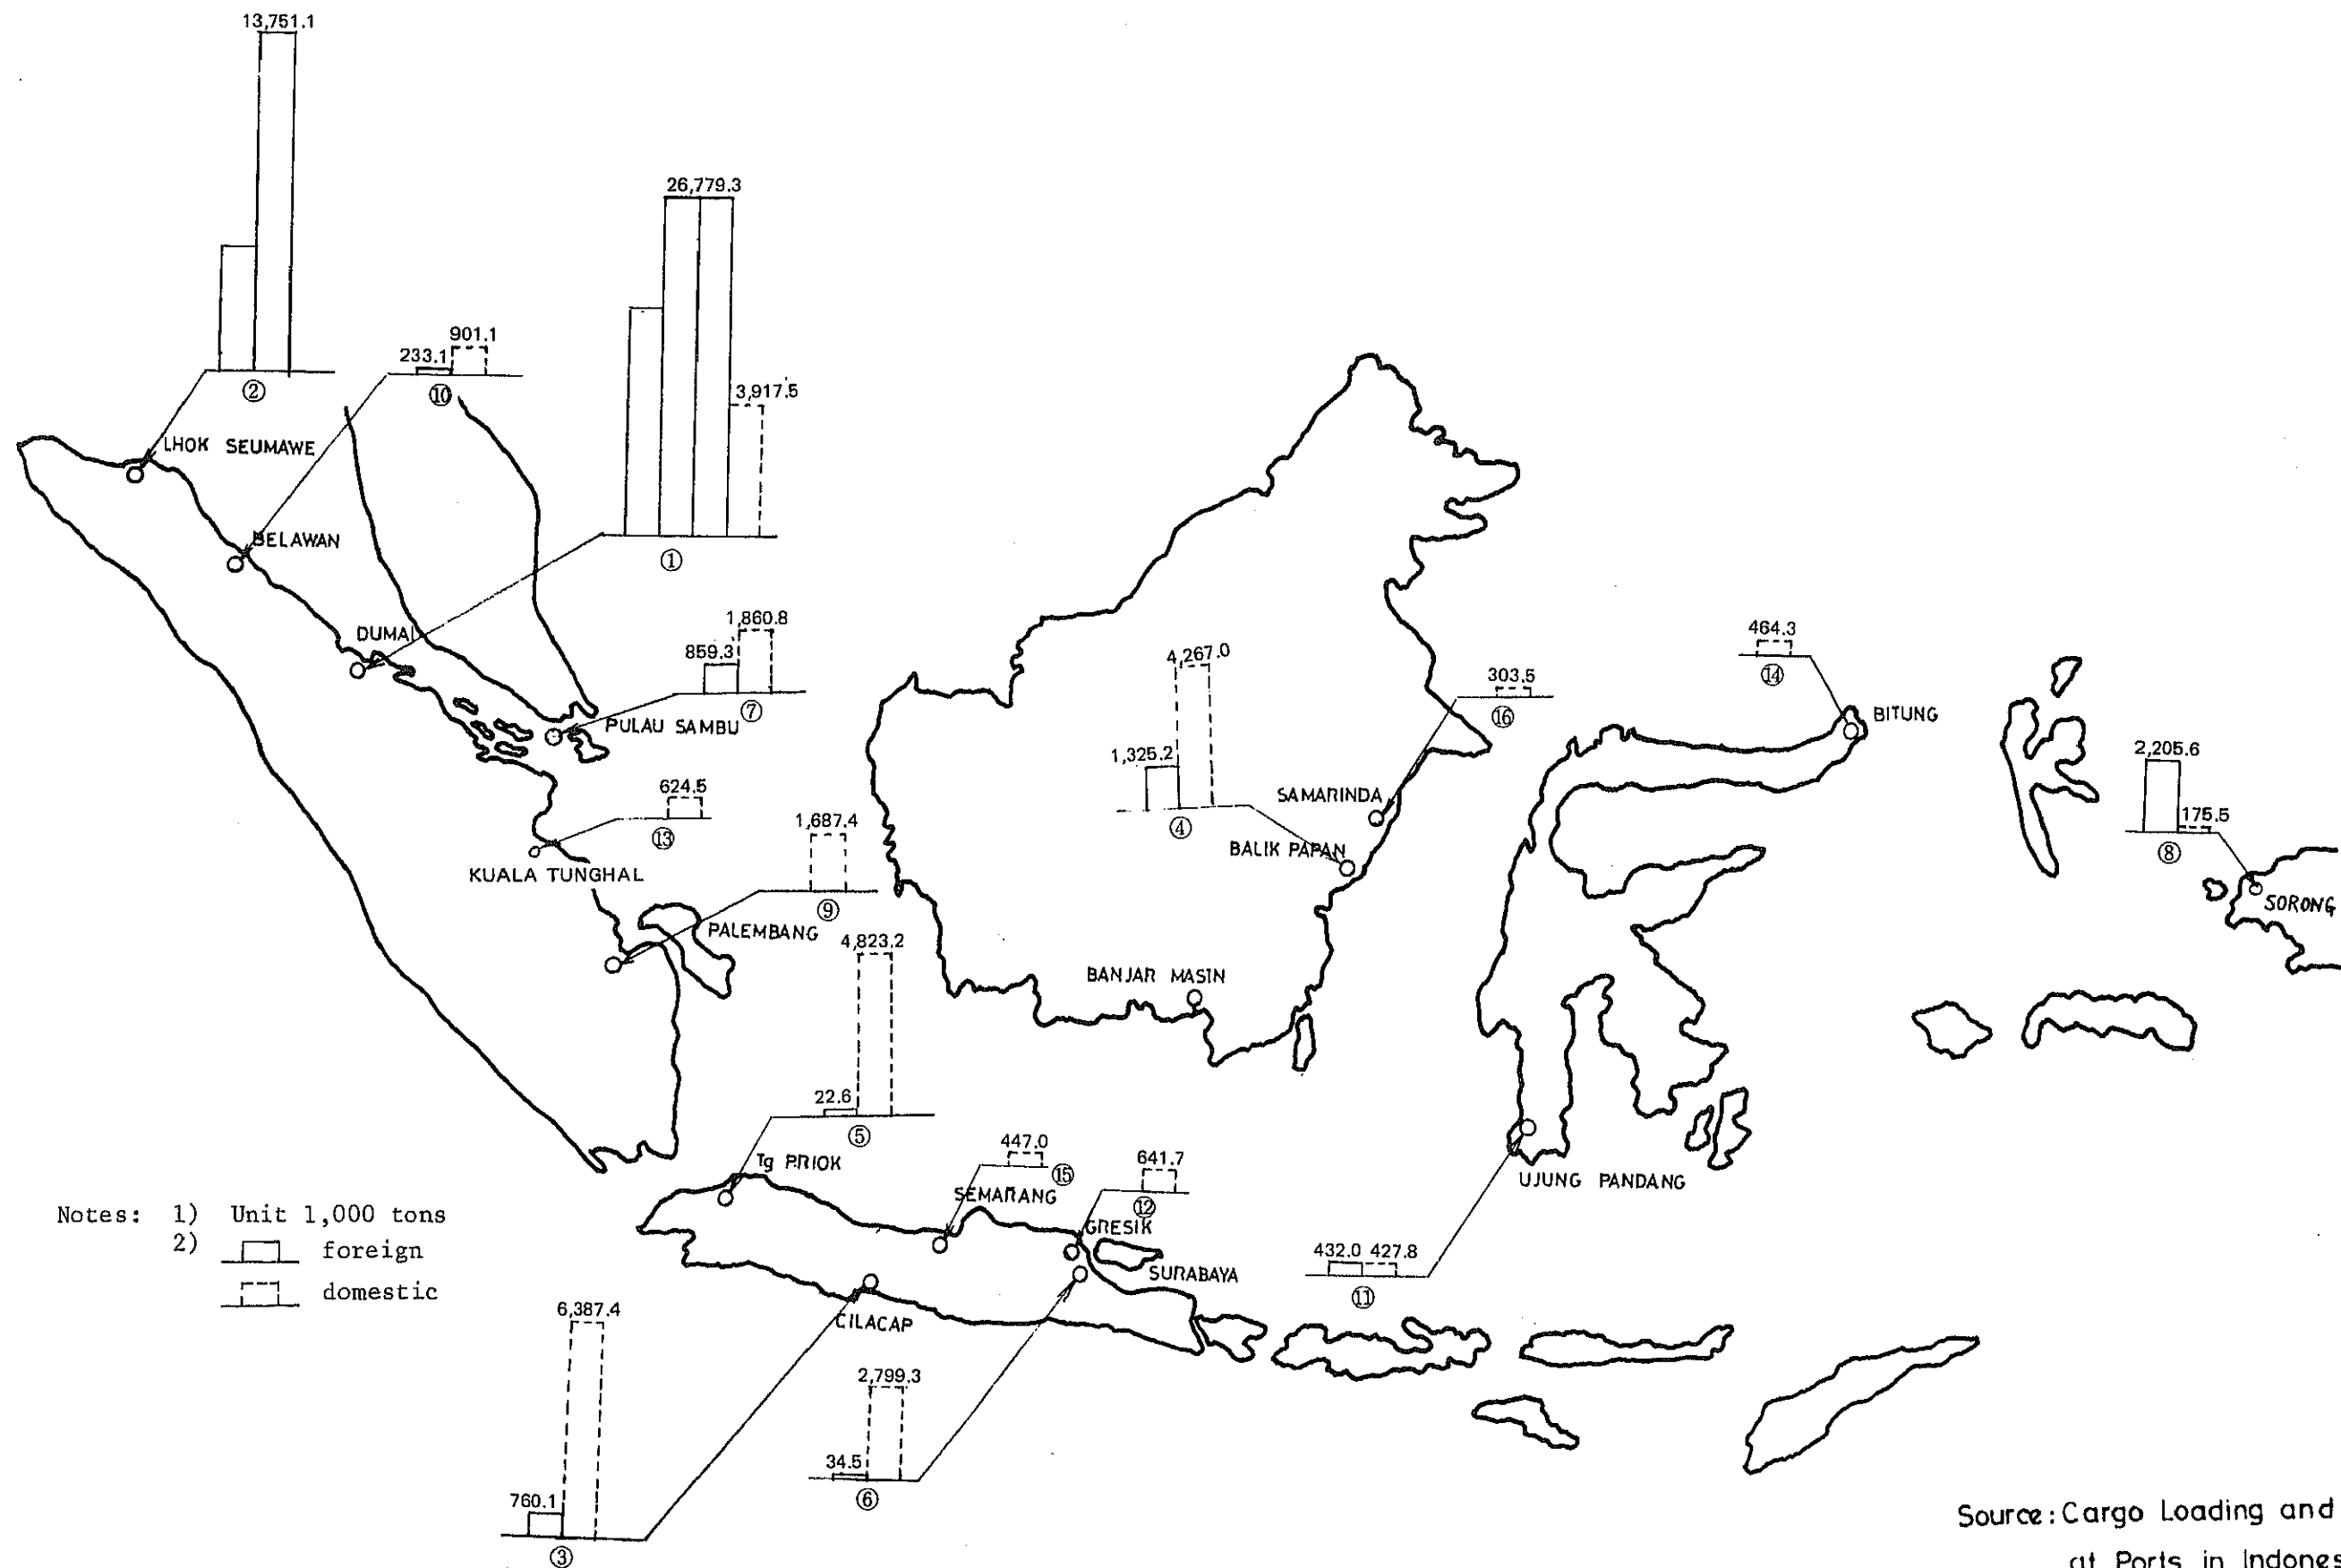 13,751.1
②
LHOK SEUMAWE
233.1
901.1
⑩
BELAWAN
26,779.3
3,917.5
①
DUMAI
859.3
1,860.8
⑦
PULAU SAMBU
624.5
⑬
KUALA TUNGHAL
1,687.4
⑨
PALEMBANG
4,823.2
22.6
⑤
Tg PRIOK
447.0
⑮
SEMARANG
641.7
⑫
GRESIK
SURABAYA
CILACAP
6,387.4
760.1
③
2,799.3
34.5
⑥
4,267.0
1,325.2
④
303.5
⑯
SAMARINDA
BALIK PAPAN
BANJAR MASIN
464.3
⑭
BITUNG
2,205.6
175.5
⑧
SORONG
UJUNG PANDANG
432.0 427.8
⑪
Notes: 1) Unit 1,000 tons
2) foreign
domestic
Source: Cargo Loading and
at Ports in Indones